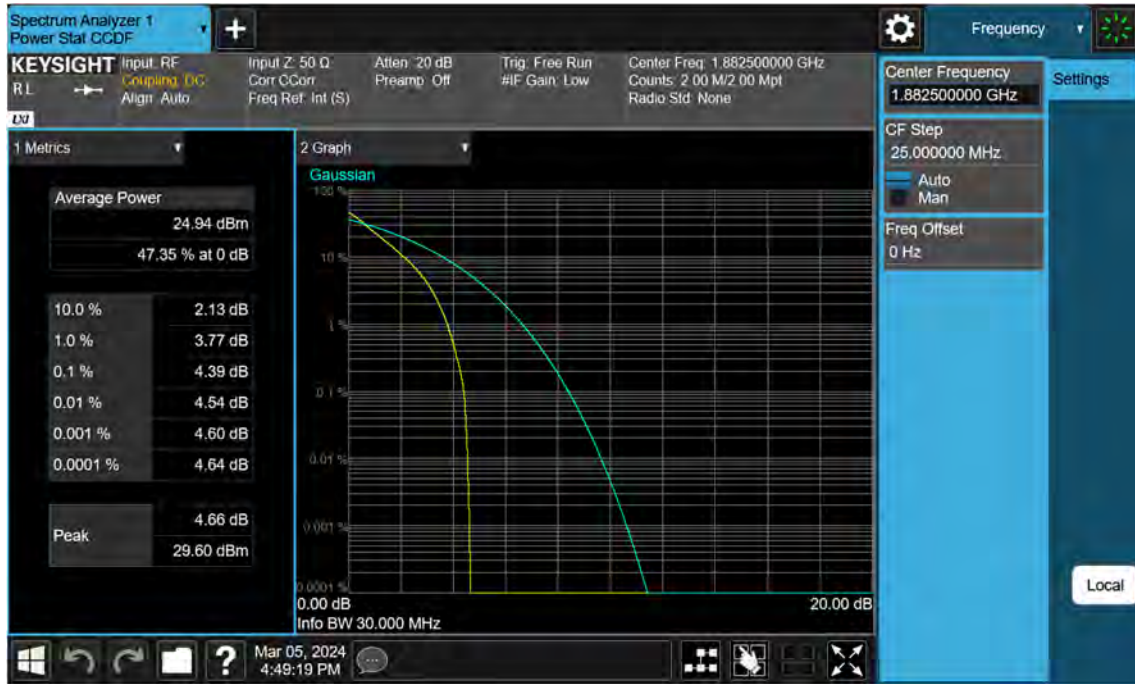 Spectrum Analyzer 1
Power Stat CCDF
Frequency
KEYSIGHT
RL
LXI
Input: RF
Coupling: DC
Align: Auto
Input Z: 50 Ω
Corr CCorr
Freq Ref: Int (S)
Atten: 20 dB
Preamp: Off
Trig: Free Run
#IF Gain: Low
Center Freq: 1.882500000 GHz
Counts: 2.00 M/2.00 Mpt
Radio Std: None
Center Frequency
1.882500000 GHz
Settings
CF Step
25.000000 MHz
Auto
Man
Freq Offset
0 Hz
1 Metrics
Average Power
24.94 dBm
47.35 % at 0 dB
10.0 % 2.13 dB
1.0 % 3.77 dB
0.1 % 4.39 dB
0.01 % 4.54 dB
0.001 % 4.60 dB
0.0001 % 4.64 dB
Peak
4.66 dB
29.60 dBm
2 Graph
Gaussian
100 %
10 %
1 %
0.1 %
0.01 %
0.001 %
0.0001 %
0.00 dB
20.00 dB
Info BW 30.000 MHz
Local
?
Mar 05, 2024
4:49:19 PM